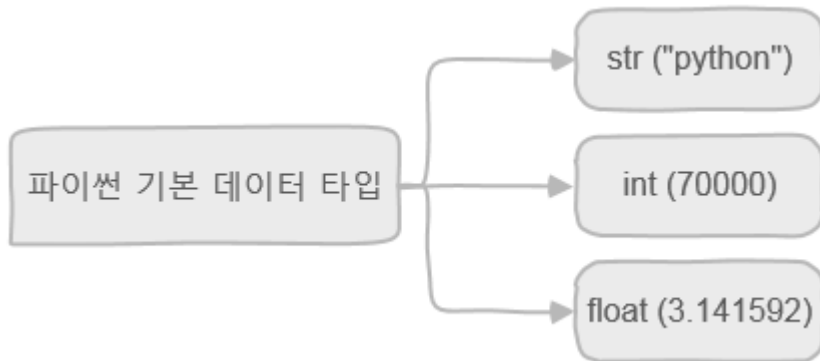 파이썬 기본 데이터 타입
str ("python")
int (70000)
float (3.141592)